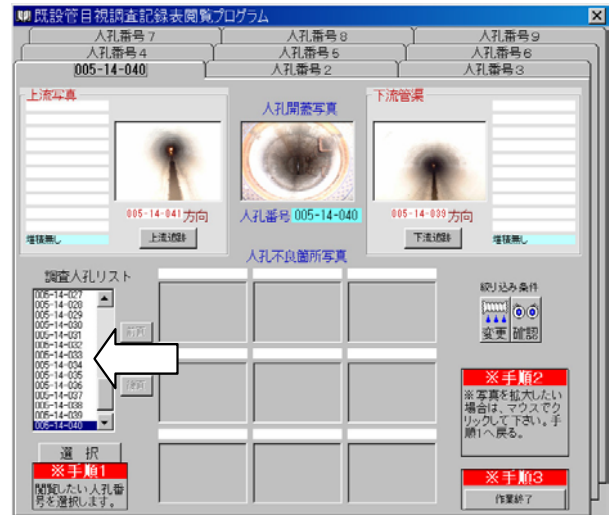 既設管目視調査記録表閲覧プログラム
人孔番号7
人孔番号8
人孔番号9
人孔番号4
人孔番号5
人孔番号6
005-14-040
人孔番号2
人孔番号3
上流写真
人孔開蓋写真
下流管渠
005-14-041 方向
人孔番号 005-14-040
005-14-039 方向
堆積無し
上流追跡
下流追跡
堆積無し
人孔不良箇所写真
調査人孔リスト
005-14-027
005-14-028
005-14-029
005-14-030
005-14-031
005-14-032
005-14-033
005-14-034
005-14-035
005-14-036
005-14-037
005-14-038
005-14-039
005-14-040
前頁
後頁
絞り込み条件
変更
確認
選 択
※手順1
閲覧したい人孔番
号を選択します。
※手順2
※写真を拡大したい
場合は、マウスでク
リックして下さい。手
順1へ戻る。
※手順3
作業終了